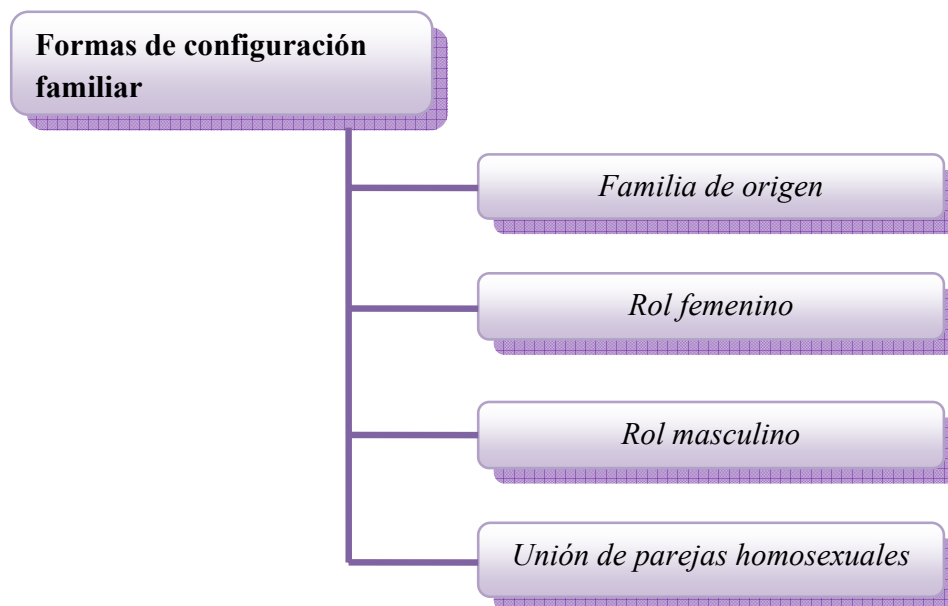 Formas de configuración
familiar
Familia de origen
Rol femenino
Rol masculino
Unión de parejas homosexuales